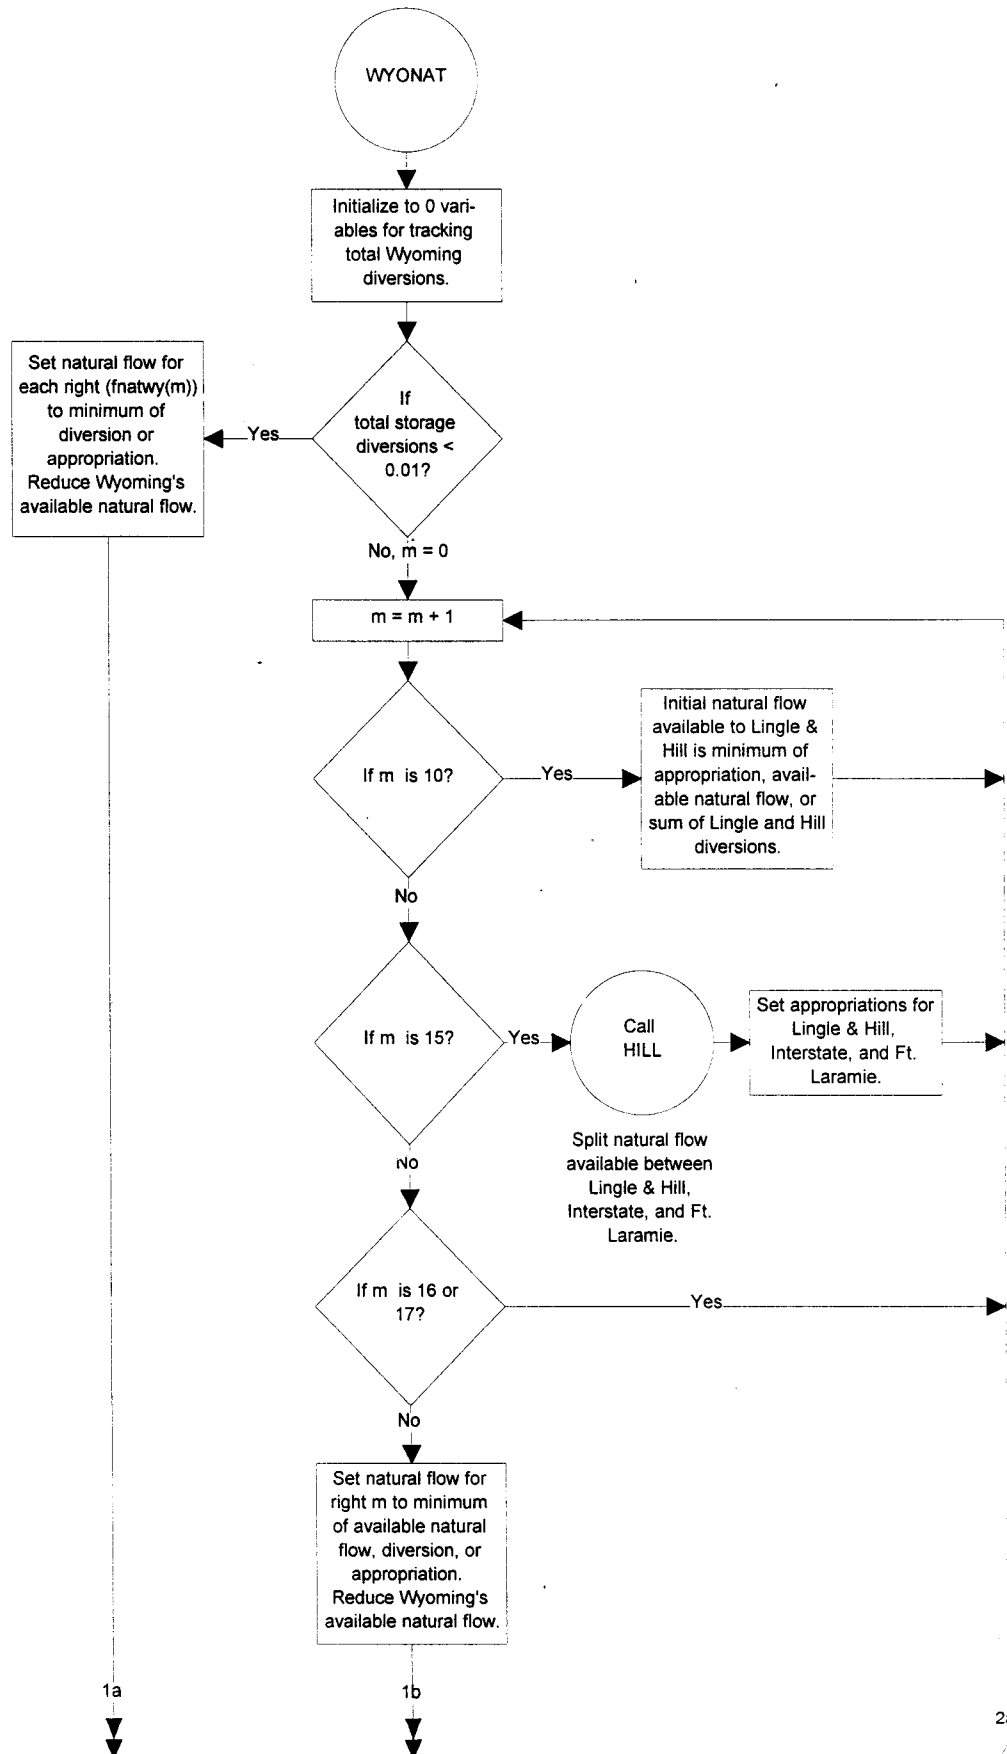 WYONAT
Initialize to 0 vari-
ables for tracking
total Wyoming
diversions.
If
total storage
diversions <
0.01?
Yes
Set natural flow for
each right (fnatwy(m))
to minimum of
diversion or
appropriation.
Reduce Wyoming's
available natural flow.
No, m = 0
m = m + 1
If m is 10?
Yes
Initial natural flow
available to Lingle &
Hill is minimum of
appropriation, avail-
able natural flow, or
sum of Lingle and Hill
diversions.
No
If m is 15?
Yes
Call
HILL
Set appropriations for
Lingle & Hill,
Interstate, and Ft.
Laramie.
Split natural flow
available between
Lingle & Hill,
Interstate, and Ft.
Laramie.
No
If m is 16 or
17?
Yes
No
Set natural flow for
right m to minimum
of available natural
flow, diversion, or
appropriation.
Reduce Wyoming's
available natural flow.
1a
1b